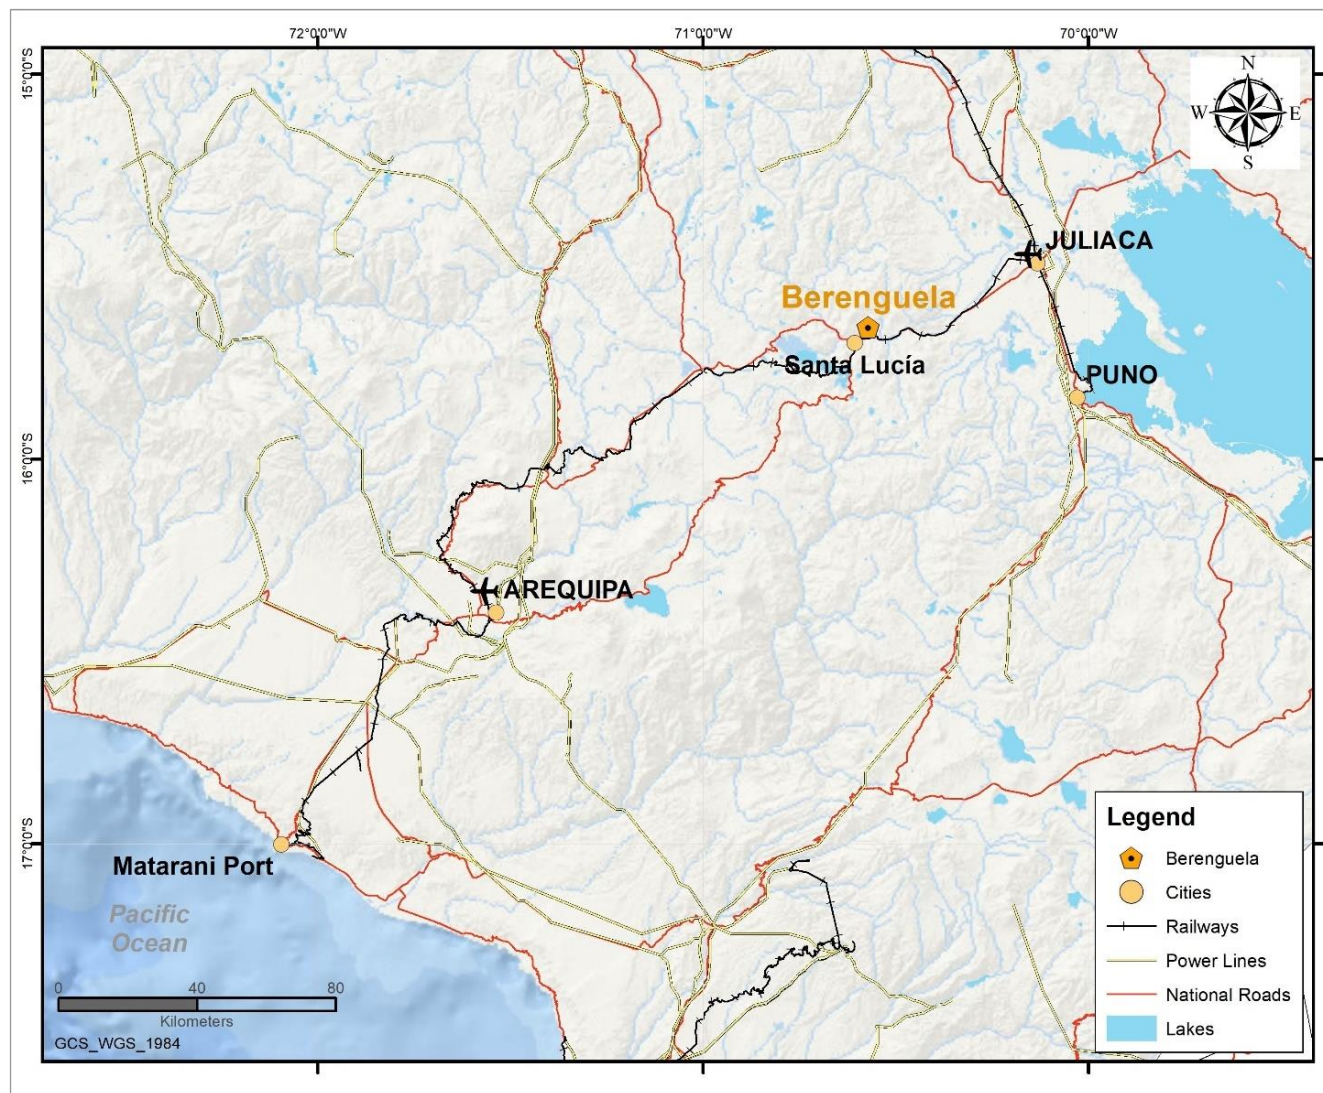 72°0'0"W
71°0'0"W
70°0'0"W
15°0'0"S
N
W
E
S
JULIACA
Berenguela
Santa Lucía
PUNO
16°0'0"S
AREQUIPA
17°0'0"S
Matarani Port
Pacific
Ocean
0 40 80
Kilometers
GCS_WGS_1984
Legend
Berenguela
Cities
Railways
Power Lines
National Roads
Lakes